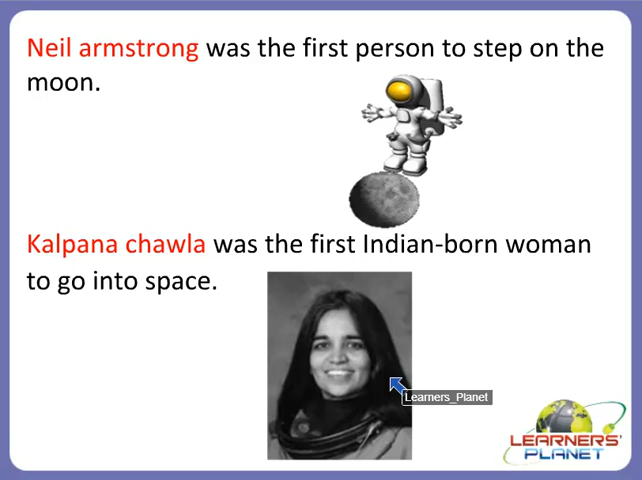 Neil armstrong was the first person to step on the
moon.
Kalpana chawla was the first Indian-born woman
to go into space.
Learners_Planet
LEARNERS'
PLANET